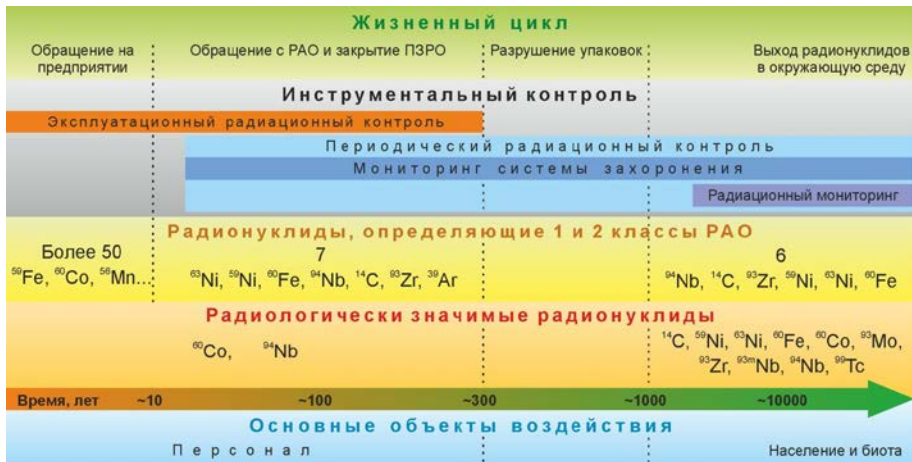 Жизненный цикл
Обращение на предприятии
Обращение с РАО и закрытие ПЗРО
Разрушение упаковок
Выход радионуклидов в окружающую среду
Инструментальный контроль
Эксплуатационный радиационный контроль
Периодический радиационный контроль
Мониторинг системы захоронения
Радиационный мониторинг
Радионуклиды, определяющие 1 и 2 классы РАО
Более 50
7
6
⁵⁹Fe, ⁶⁰Co, ⁵⁶Mn...
⁶³Ni, ⁵⁹Ni, ⁶⁰Fe, ⁹⁴Nb, ¹⁴C, ⁹³Zr, ³⁹Ar
⁹⁴Nb, ¹⁴C, ⁹³Zr, ⁵⁹Ni, ⁶³Ni, ⁶⁰Fe
Радиологически значимые радионуклиды
⁶⁰Co, ⁹⁴Nb
¹⁴C, ⁵⁹Ni, ⁶³Ni, ⁶⁰Fe, ⁶⁰Co, ⁹³Mo,
⁹³Zr, ⁹³ᵐNb, ⁹⁴Nb, ⁹⁹Tc
Время, лет ~10 ~100 ~300 ~1000 ~10000
Основные объекты воздействия
Персонал
Население и биота